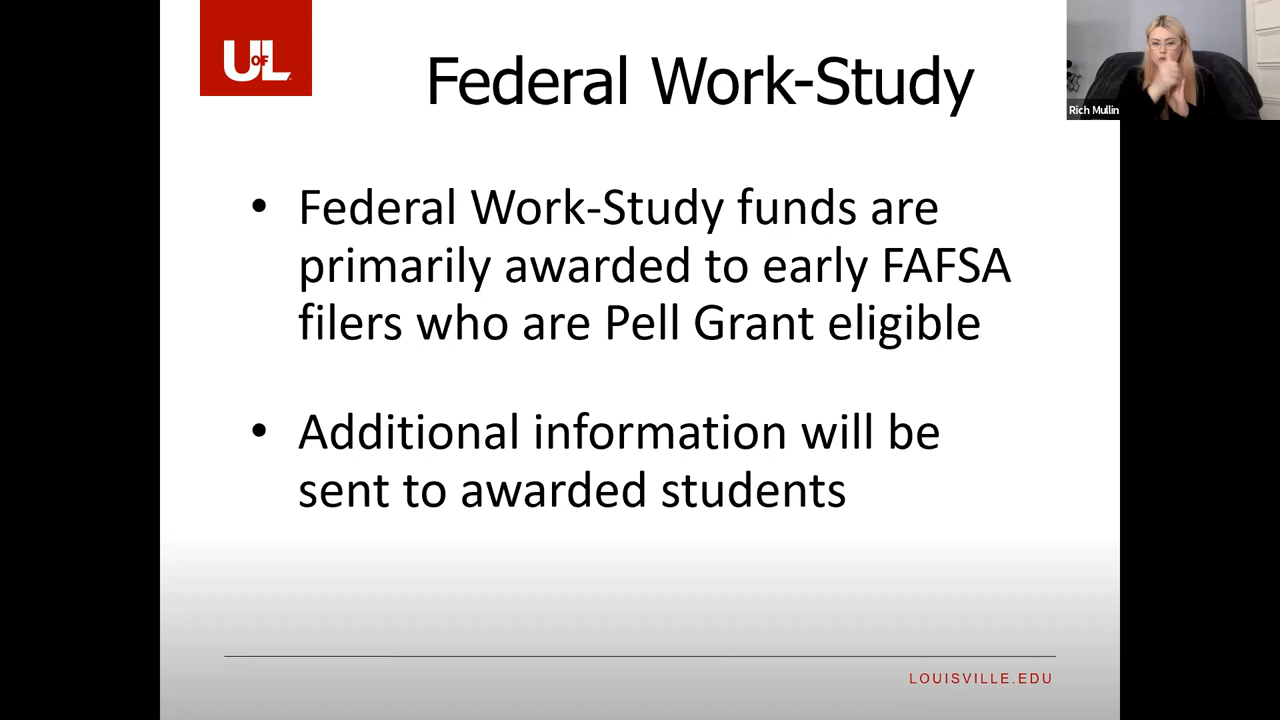 UofL
Federal Work-Study
Rich Mullin
• Federal Work-Study funds are
primarily awarded to early FAFSA
filers who are Pell Grant eligible
• Additional information will be
sent to awarded students
LOUISVILLE.EDU